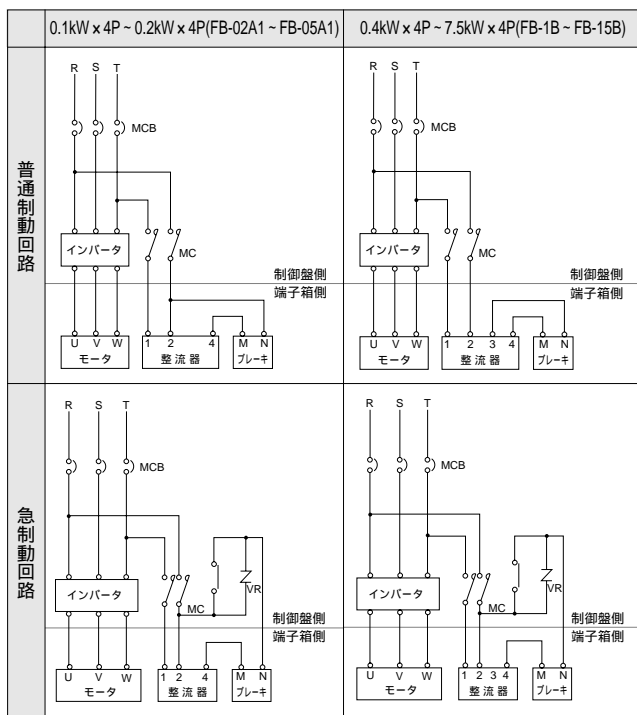 0.1kW x 4P ~ 0.2kW x 4P(FB-02A1 ~ FB-05A1)
0.4kW x 4P ~ 7.5kW x 4P(FB-1B ~ FB-15B)
普通制動回路
R S T
MCB
インバータ
MC
制御盤側
端子箱側
U V W
モータ
1 2 4
整流器
M N
ブレーキ
R S T
MCB
インバータ
MC
制御盤側
端子箱側
U V W
モータ
1 2 3 4
整流器
M N
ブレーキ
急制動回路
R S T
MCB
インバータ
MC
VR
制御盤側
端子箱側
U V W
モータ
1 2 4
整流器
M N
ブレーキ
R S T
MCB
インバータ
MC
VR
制御盤側
端子箱側
U V W
モータ
1 2 3 4
整流器
M N
ブレーキ